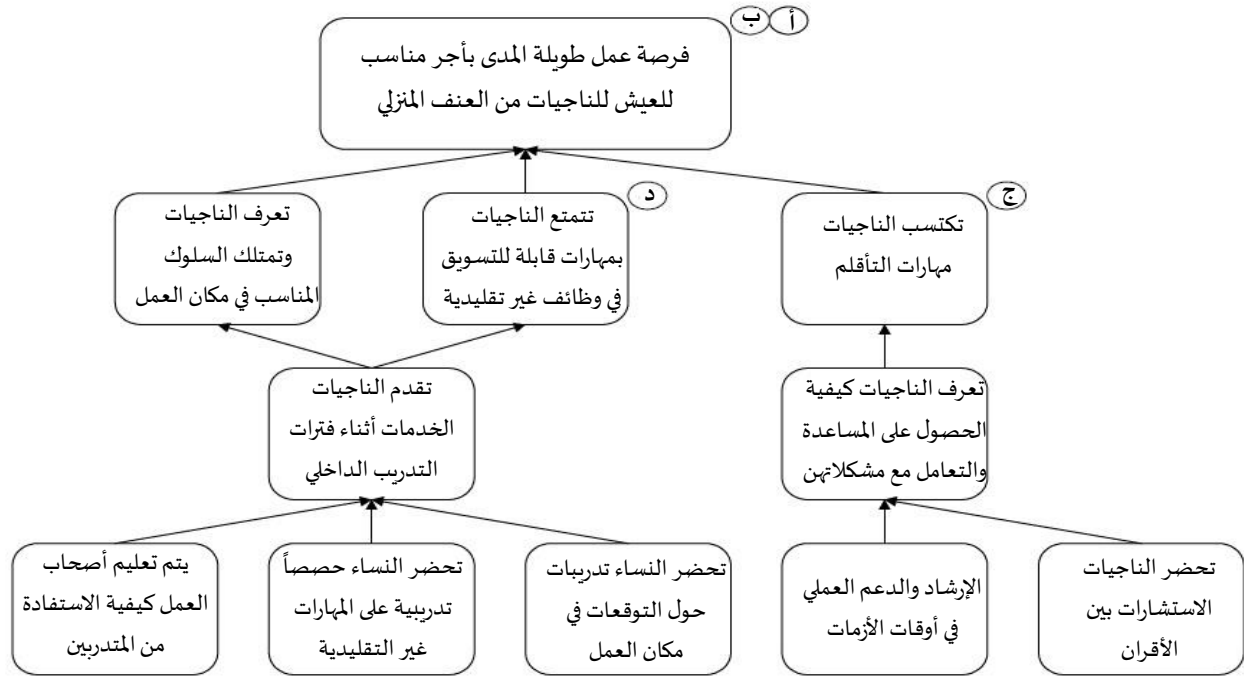 أ
ب
فرصة عمل طويلة المدى بأجر مناسب
للعيش للناجيات من العنف المنزلي
ج
تكتسب الناجيات
مهارات التأقلم
د
تتمتع الناجيات
بمهارات قابلة للتسويق
في وظائف غير تقليدية
تعرف الناجيات
وتمتلك السلوك
المناسب في مكان العمل
تعرف الناجيات كيفية
الحصول على المساعدة
والتعامل مع مشكلاتهن
تقدم الناجيات
الخدمات أثناء فترات
التدريب الداخلي
تحضر الناجيات
الاستشارات بين
الأقران
الإرشاد والدعم العملي
في أوقات الأزمات
تحضر النساء تدريبات
حول التوقعات في
مكان العمل
تحضر النساء حصصاً
تدريبية على المهارات
غير التقليدية
يتم تعليم أصحاب
العمل كيفية الاستفادة
من المتدربين